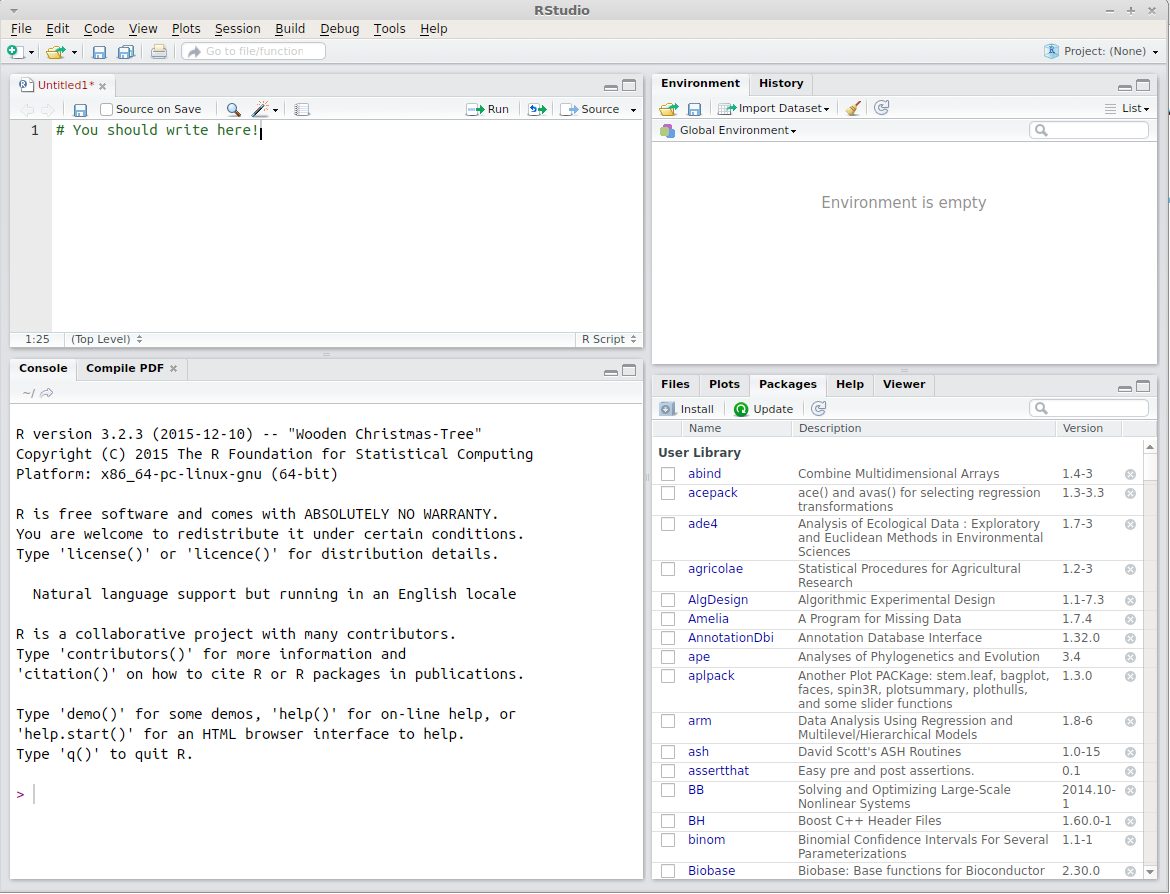 RStudio
File Edit Code View Plots Session Build Debug Tools Help
Go to file/function
Project: (None)
Untitled1*
Source on Save
Run
Source
1 # You should write here!
1:25 (Top Level) R Script
Console Compile PDF
~/
R version 3.2.3 (2015-12-10) -- "Wooden Christmas-Tree"
Copyright (C) 2015 The R Foundation for Statistical Computing
Platform: x86_64-pc-linux-gnu (64-bit)
R is free software and comes with ABSOLUTELY NO WARRANTY.
You are welcome to redistribute it under certain conditions.
Type 'license()' or 'licence()' for distribution details.
Natural language support but running in an English locale
R is a collaborative project with many contributors.
Type 'contributors()' for more information and
'citation()' on how to cite R or R packages in publications.
Type 'demo()' for some demos, 'help()' for on-line help, or
'help.start()' for an HTML browser interface to help.
Type 'q()' to quit R.
>
Environment History
Import Dataset
List
Global Environment
Environment is empty
Files Plots Packages Help Viewer
Install Update
Name Description Version
User Library
abind Combine Multidimensional Arrays 1.4-3
acepack ace() and avas() for selecting regression 1.3-3.3
transformations
ade4 Analysis of Ecological Data : Exploratory 1.7-3
and Euclidean Methods in Environmental
Sciences
agricolae Statistical Procedures for Agricultural 1.2-3
Research
AlgDesign Algorithmic Experimental Design 1.1-7.3
Amelia A Program for Missing Data 1.7.4
AnnotationDbi Annotation Database Interface 1.32.0
ape Analyses of Phylogenetics and Evolution 3.4
aplpack Another Plot PACKage: stem.leaf, bagplot, 1.3.0
faces, spin3R, plotsummary, plothulls,
and some slider functions
arm Data Analysis Using Regression and 1.8-6
Multilevel/Hierarchical Models
ash David Scott's ASH Routines 1.0-15
assertthat Easy pre and post assertions. 0.1
BB Solving and Optimizing Large-Scale 2014.10-
Nonlinear Systems 1
BH Boost C++ Header Files 1.60.0-1
binom Binomial Confidence Intervals For Several 1.1-1
Parameterizations
Biobase Biobase: Base functions for Bioconductor 2.30.0